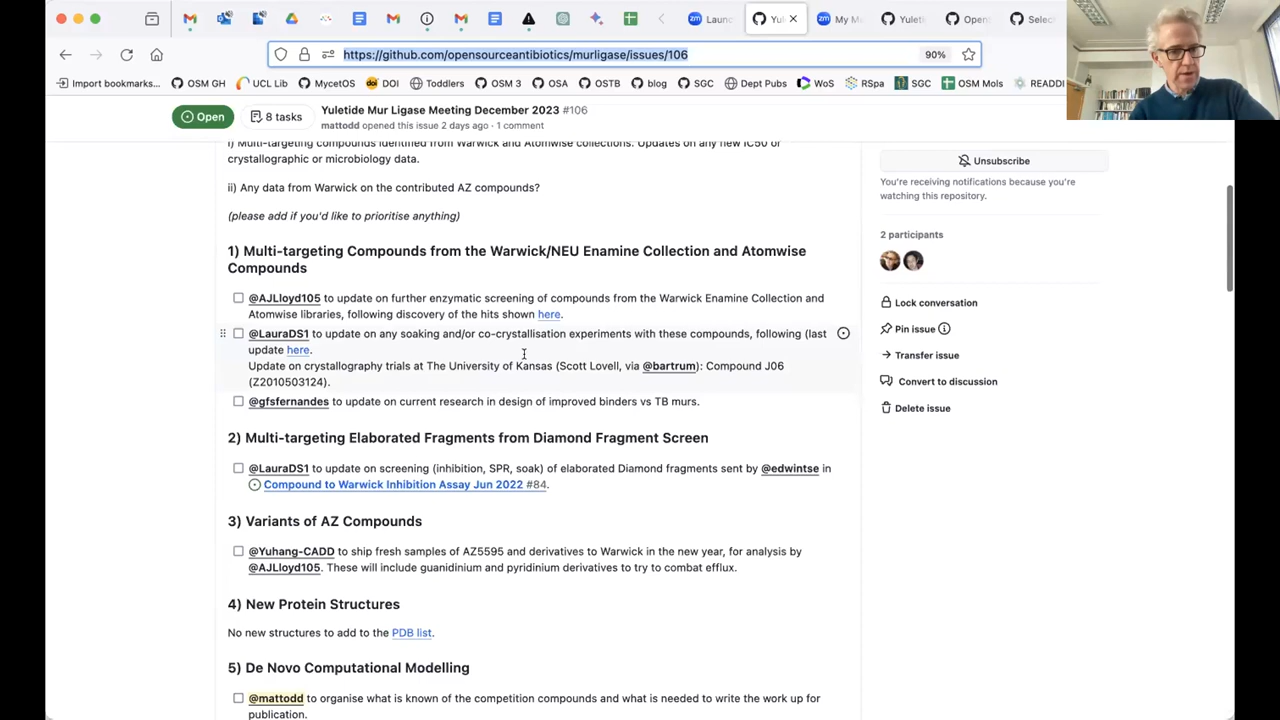 Launc
Yul
My M
Yuleti
Open
Selec
https://github.com/opensourceantibiotics/murligase/issues/106
90%
Import bookmarks...
OSM GH
UCL Lib
MycetOS
DOI
Toddlers
OSM 3
OSA
OSTB
blog
SGC
Dept Pubs
WoS
RSpa
SGC
OSM Mols
READDI
Open
8 tasks
Yuletide Mur Ligase Meeting December 2023 #106
mattodd opened this issue 2 days ago · 1 comment
i) Multi-targeting compounds identified from Warwick and Atomwise collections. Updates on any new IC50 or
crystallographic or microbiology data.
ii) Any data from Warwick on the contributed AZ compounds?
(please add if you'd like to prioritise anything)
1) Multi-targeting Compounds from the Warwick/NEU Enamine Collection and Atomwise
Compounds
@AJLloyd105 to update on further enzymatic screening of compounds from the Warwick Enamine Collection and
Atomwise libraries, following discovery of the hits shown here.
@LauraDS1 to update on any soaking and/or co-crystallisation experiments with these compounds, following (last
update here.
Update on crystallography trials at The University of Kansas (Scott Lovell, via @bartrum): Compound J06
(Z2010503124).
@gfsfernandes to update on current research in design of improved binders vs TB murs.
2) Multi-targeting Elaborated Fragments from Diamond Fragment Screen
@LauraDS1 to update on screening (inhibition, SPR, soak) of elaborated Diamond fragments sent by @edwintse in
Compound to Warwick Inhibition Assay Jun 2022 #84.
3) Variants of AZ Compounds
@Yuhang-CADD to ship fresh samples of AZ5595 and derivatives to Warwick in the new year, for analysis by
@AJLloyd105. These will include guanidinium and pyridinium derivatives to try to combat efflux.
4) New Protein Structures
No new structures to add to the PDB list.
5) De Novo Computational Modelling
@mattodd to organise what is known of the competition compounds and what is needed to write the work up for
publication.
Unsubscribe
You're receiving notifications because you're
watching this repository.
2 participants
Lock conversation
Pin issue
Transfer issue
Convert to discussion
Delete issue